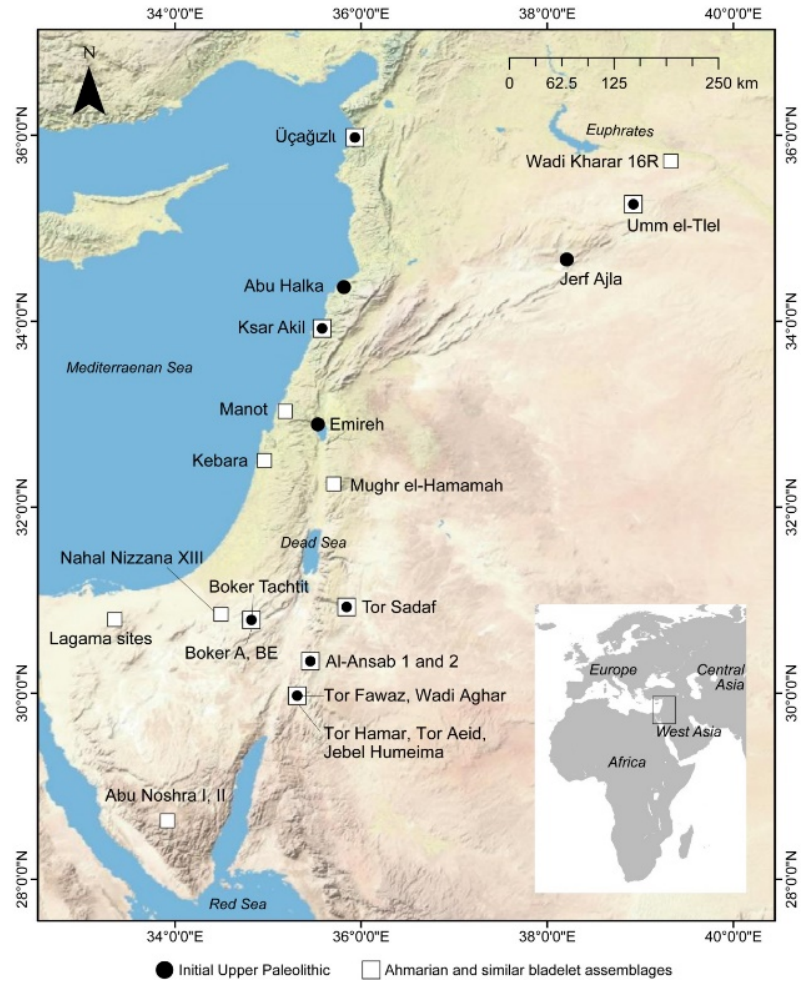 34°0'0"E 36°0'0"E 38°0'0"E 40°0'0"E
N
0 62.5 125 250 km
36°0'0"N
36°0'0"N
Üçağızlı
Euphrates
Wadi Kharar 16R
Umm el-Tlel
Jerf Ajla
Abu Halka
34°0'0"N
34°0'0"N
Ksar Akil
Mediterraenan Sea
Manot
Emireh
Kebara
Mughr el-Hamamah
32°0'0"N
32°0'0"N
Dead Sea
Nahal Nizzana XIII
Boker Tachtit
Tor Sadaf
Lagama sites
Boker A, BE
Al-Ansab 1 and 2
30°0'0"N
30°0'0"N
Tor Fawaz, Wadi Aghar
Tor Hamar, Tor Aeid,
Jebel Humeima
Europe
Central
Asia
West Asia
Africa
Abu Noshra I, II
28°0'0"N
28°0'0"N
Red Sea
34°0'0"E 36°0'0"E 38°0'0"E 40°0'0"E
Initial Upper Paleolithic
Ahmarian and similar bladelet assemblages